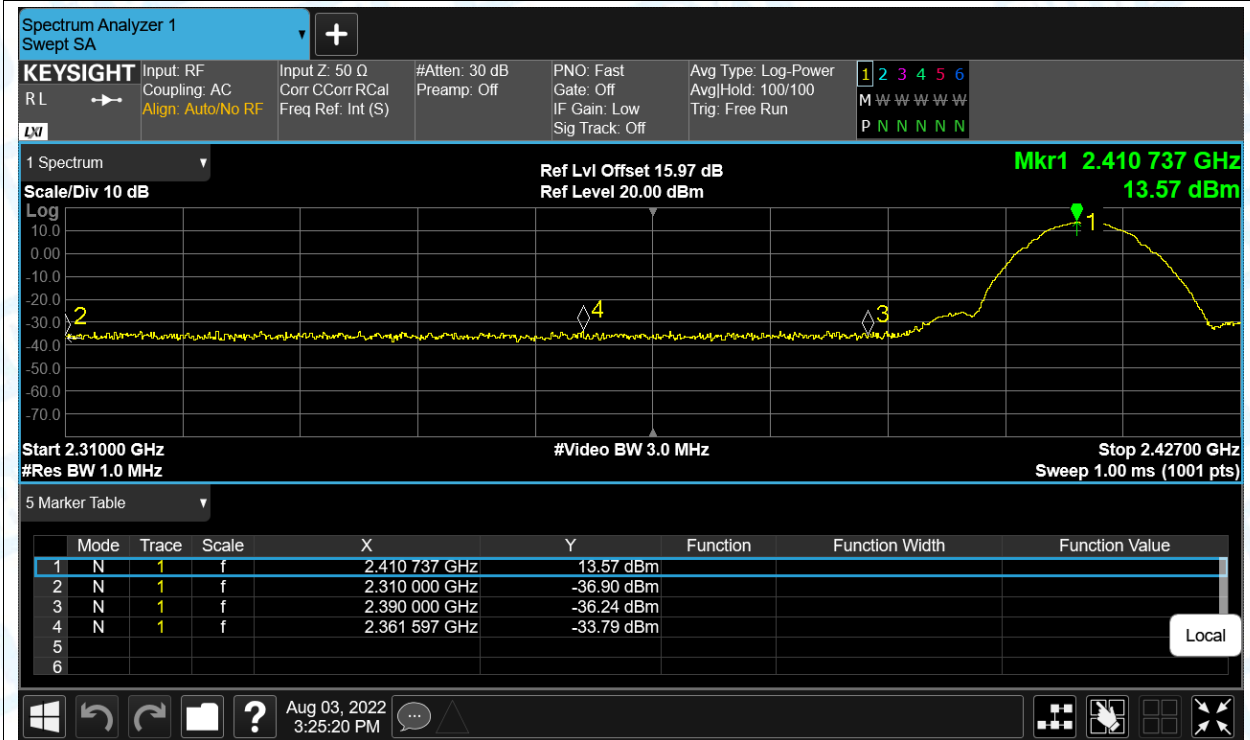 Spectrum Analyzer 1
Swept SA
+
KEYSIGHT
R L
LXI
Input: RF
Coupling: AC
Align: Auto/No RF
Input Z: 50 Ω
Corr CCorr RCal
Freq Ref: Int (S)
#Atten: 30 dB
Preamp: Off
PNO: Fast
Gate: Off
IF Gain: Low
Sig Track: Off
Avg Type: Log-Power
Avg|Hold: 100/100
Trig: Free Run
1 2 3 4 5 6
M W W W W W
P N N N N N
1 Spectrum
Scale/Div 10 dB
Ref Lvl Offset 15.97 dB
Ref Level 20.00 dBm
Mkr1 2.410 737 GHz
13.57 dBm
Log
10.0
0.00
-10.0
-20.0
-30.0
-40.0
-50.0
-60.0
-70.0
1
2
4
3
Start 2.31000 GHz
#Res BW 1.0 MHz
#Video BW 3.0 MHz
Stop 2.42700 GHz
Sweep 1.00 ms (1001 pts)
5 Marker Table
Mode Trace Scale X Y Function Function Width Function Value
1 N 1 f 2.410 737 GHz 13.57 dBm
2 N 1 f 2.310 000 GHz -36.90 dBm
3 N 1 f 2.390 000 GHz -36.24 dBm
4 N 1 f 2.361 597 GHz -33.79 dBm
5
6
Local
?
Aug 03, 2022
3:25:20 PM